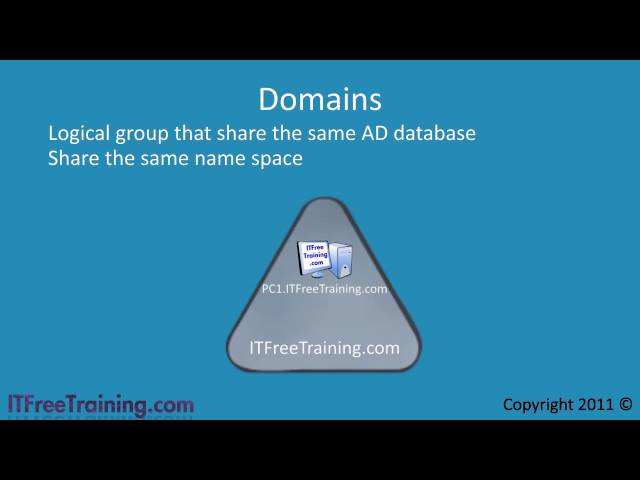 Domains
Logical group that share the same AD database
Share the same name space
ITFree
Training
.com
PC1.ITFreeTraining.com
ITFreeTraining.com
ITFreeTraining.com
Copyright 2011 ©